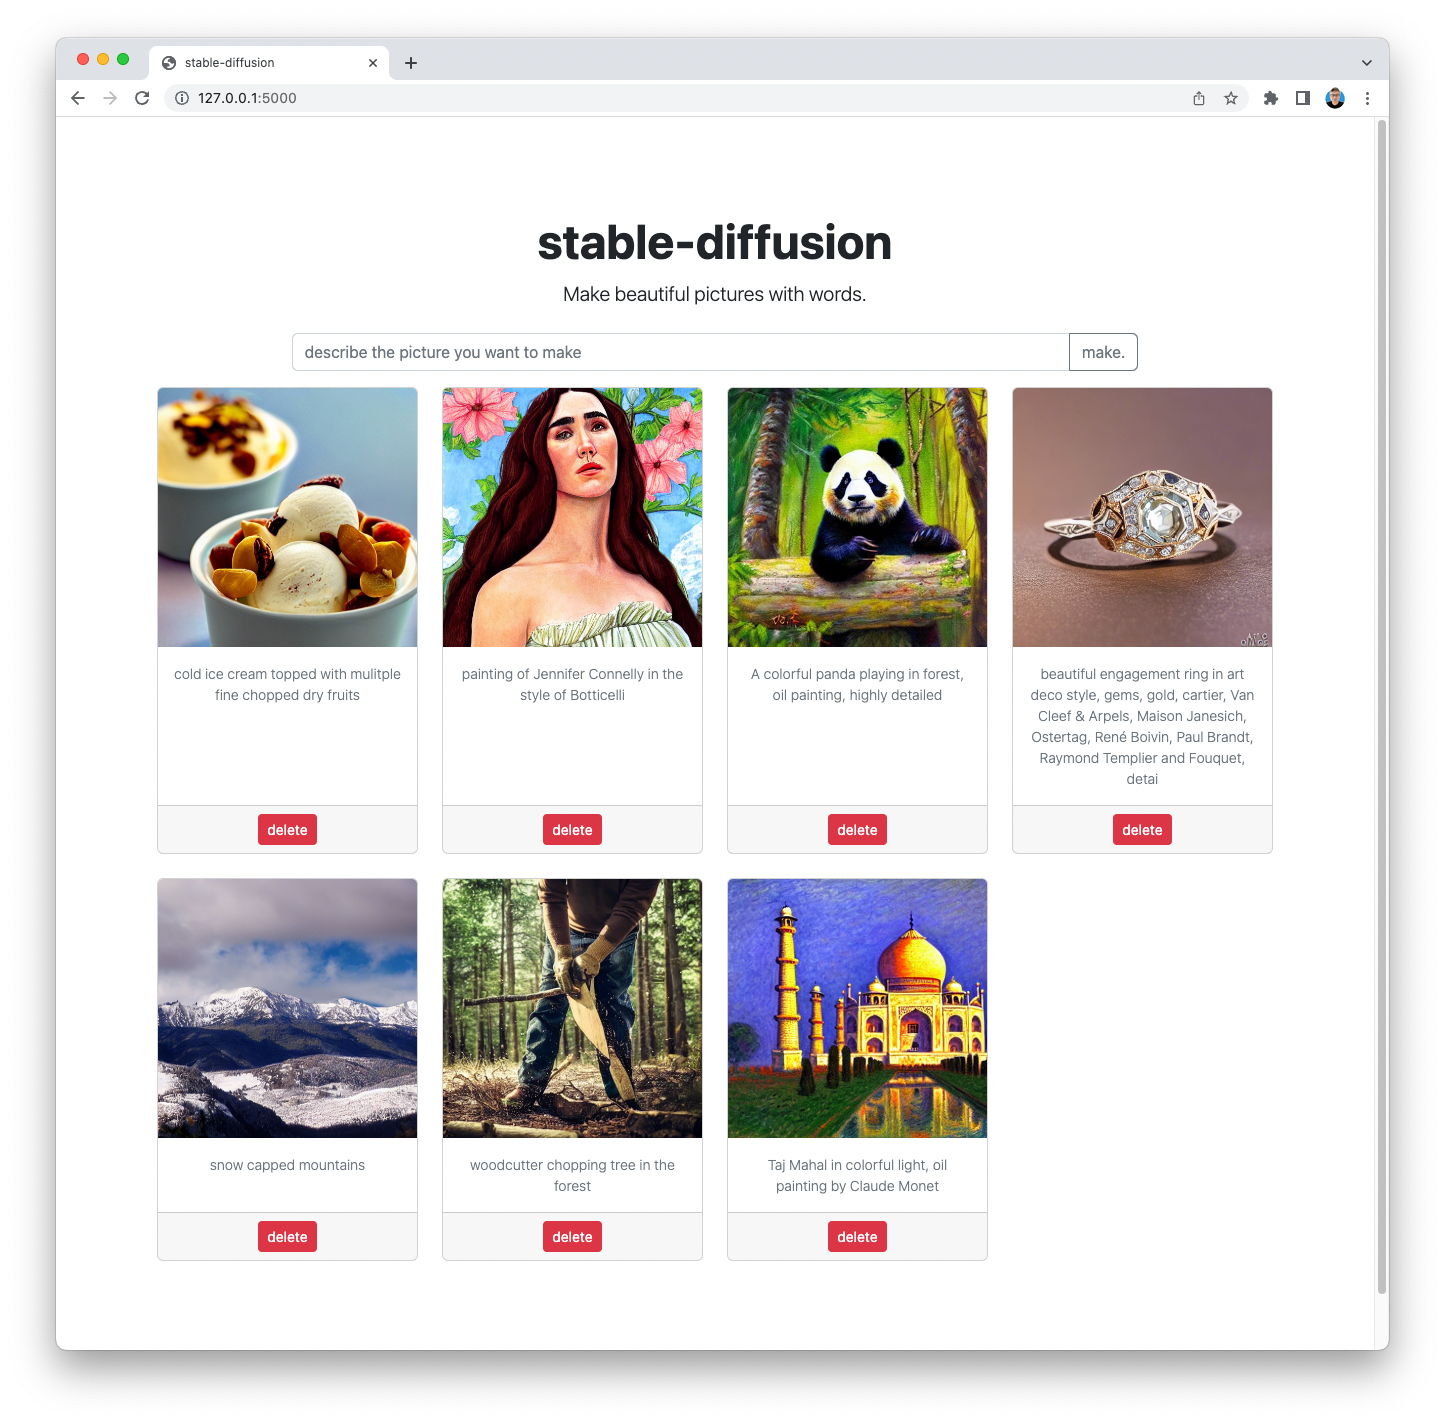 stable-diffusion
127.0.0.1:5000
stable-diffusion
Make beautiful pictures with words.
describe the picture you want to make
make.
cold ice cream topped with mulitple
fine chopped dry fruits
delete
painting of Jennifer Connelly in the
style of Botticelli
delete
A colorful panda playing in forest,
oil painting, highly detailed
delete
beautiful engagement ring in art
deco style, gems, gold, cartier, Van
Cleef & Arpels, Maison Janesich,
Ostertag, René Boivin, Paul Brandt,
Raymond Templier and Fouquet,
detai
delete
snow capped mountains
delete
woodcutter chopping tree in the
forest
delete
Taj Mahal in colorful light, oil
painting by Claude Monet
delete